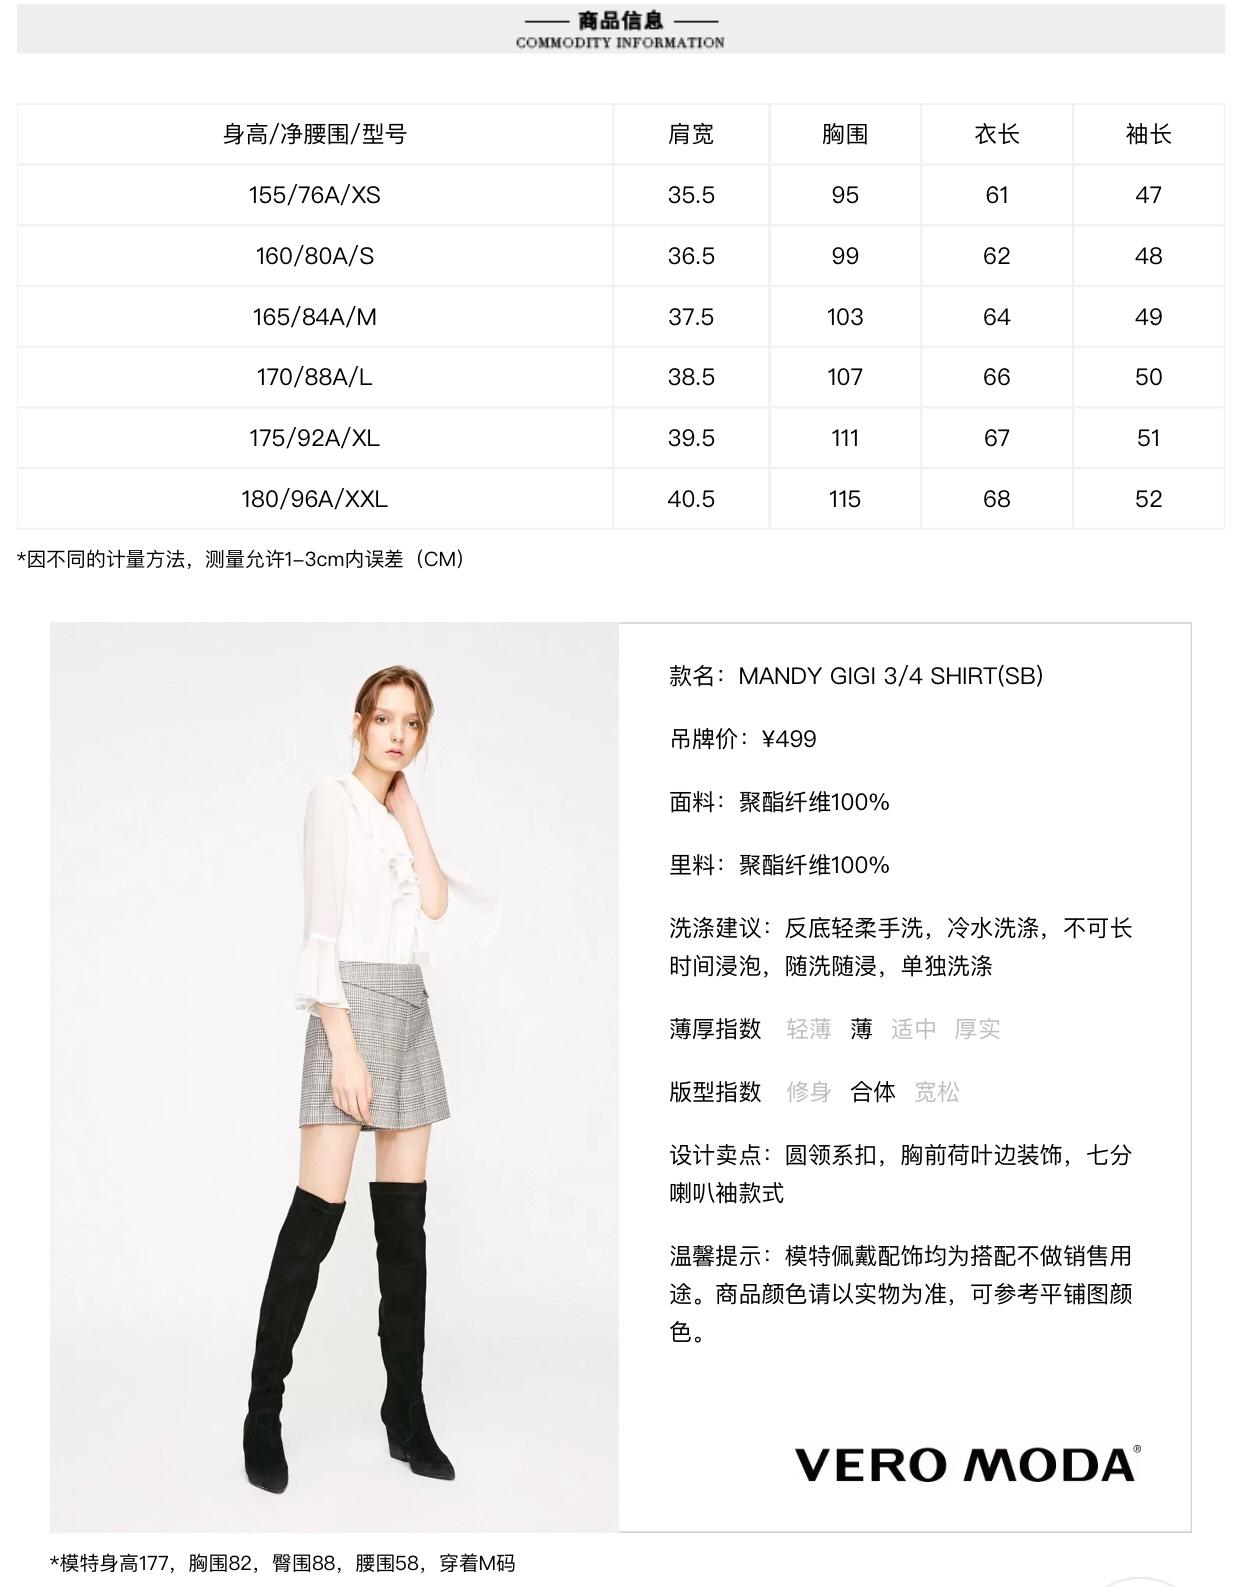 商品信息
COMMODITY INFORMATION
身高/净腰围/型号 肩宽 胸围 衣长 袖长
155/76A/XS 35.5 95 61 47
160/80A/S 36.5 99 62 48
165/84A/M 37.5 103 64 49
170/88A/L 38.5 107 66 50
175/92A/XL 39.5 111 67 51
180/96A/XXL 40.5 115 68 52
*因不同的计量方法，测量允许1-3cm内误差（CM）
款名：MANDY GIGI 3/4 SHIRT(SB)
吊牌价：¥499
面料：聚酯纤维100%
里料：聚酯纤维100%
洗涤建议：反底轻柔手洗，冷水洗涤，不可长
时间浸泡，随洗随浸，单独洗涤
薄厚指数 轻薄 薄 适中 厚实
版型指数 修身 合体 宽松
设计卖点：圆领系扣，胸前荷叶边装饰，七分
喇叭袖款式
温馨提示：模特佩戴配饰均为搭配不做销售用
途。商品颜色请以实物为准，可参考平铺图颜
色。
VERO MODA®
*模特身高177，胸围82，臀围88，腰围58，穿着M码